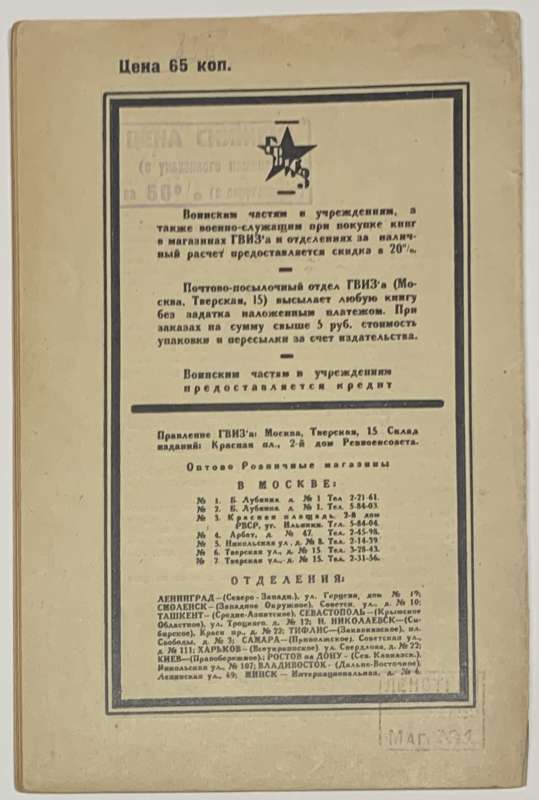 Цена 65 коп.
ЦЕНА СНИЖЕНА
на 60% (с округл
ГВИЗ
Воинским частям и учреждениям, а
также военно-служащим при покупке книг
в магазинах ГВИЗ'а и отделениях за налич-
ный расчет предоставляется скидка в 20%.
Почтово-посылочный отдел ГВИЗ'а (Мо-
сква, Тверская, 15) высылает любую книгу
без задатка наложенным платежом. При
заказах на сумму свыше 5 руб. стоимость
упаковки и пересылки за счет издательства.
Воинским частям и учреждениям
предоставляется кредит
Правление ГВИЗ'а: Москва, Тверская, 15 Склад
изданий: Красная пл., 2-й дом Реввоенсовета.
Оптово Розничные магазины
В МОСКВЕ:
№ 1. Б. Лубянка д. № 1 Тел 2-21-61.
№ 2. Б. Лубянка д. № 1. Тел. 5-84-03.
№ 3. Красная площадь. 2-й дом
РВСР, уг. Ильинки. Тел. 5-84-04.
№ 4. Арбат, д. № 47. Тел. 2-45-98.
№ 5. Никольская ул., д. № 8. Тел. 2-14-39.
№ 6. Тверская ул., д. № 15. Тел. 3-28-43.
№ 7. Тверская ул., д. № 15. Тел. 2-31-56.
ОТДЕЛЕНИЯ:
ЛЕНИНГРАД—(Северо-Западн.), ул. Герцена, дом № 19;
СМОЛЕНСК—(Западное Окружное), Советск. ул., д. № 10;
ТАШКЕНТ— (Средне-Азиатское), СЕВАСТОПОЛЬ —(Крымское
Областное), ул. Троцкого, д. № 12; Н. НИКОЛАЕВСК—(Си-
бирское), Красн пр., д. № 22; ТИФЛИС—(Закавказское), пл.
Свободы, д. № 3; САМАРА—(Приволжское), Советская ул.,
д. № 111; ХАРЬКОВ— (Всеукраинское) ул. Свердлова, д. № 22;
КИЕВ—(Правобережное); РОСТОВ на ДОНУ—(Сев. Кавказск.),
Никольская ул., № 107; ВЛАДИВОСТОК - (Дальне-Восточное)
Ленинская ул., 49; МИНСК — Интернациональная, д. № 6.
МАГ. №